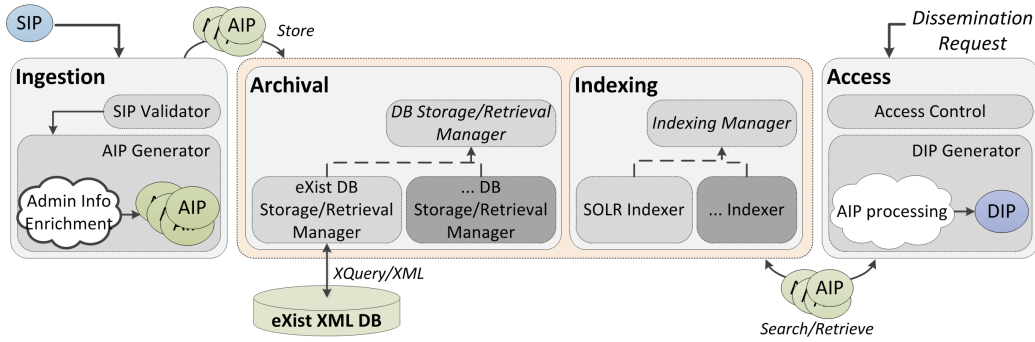 SIP
AIP
Store
Dissemination
Request
Ingestion
SIP Validator
AIP Generator
Admin Info
Enrichment
AIP
Archival
DB Storage/Retrieval
Manager
eXist DB
Storage/Retrieval
Manager
... DB
Storage/Retrieval
Manager
XQuery/XML
eXist XML DB
Indexing
Indexing Manager
SOLR Indexer
... Indexer
Access
Access Control
DIP Generator
AIP processing
DIP
AIP
Search/Retrieve